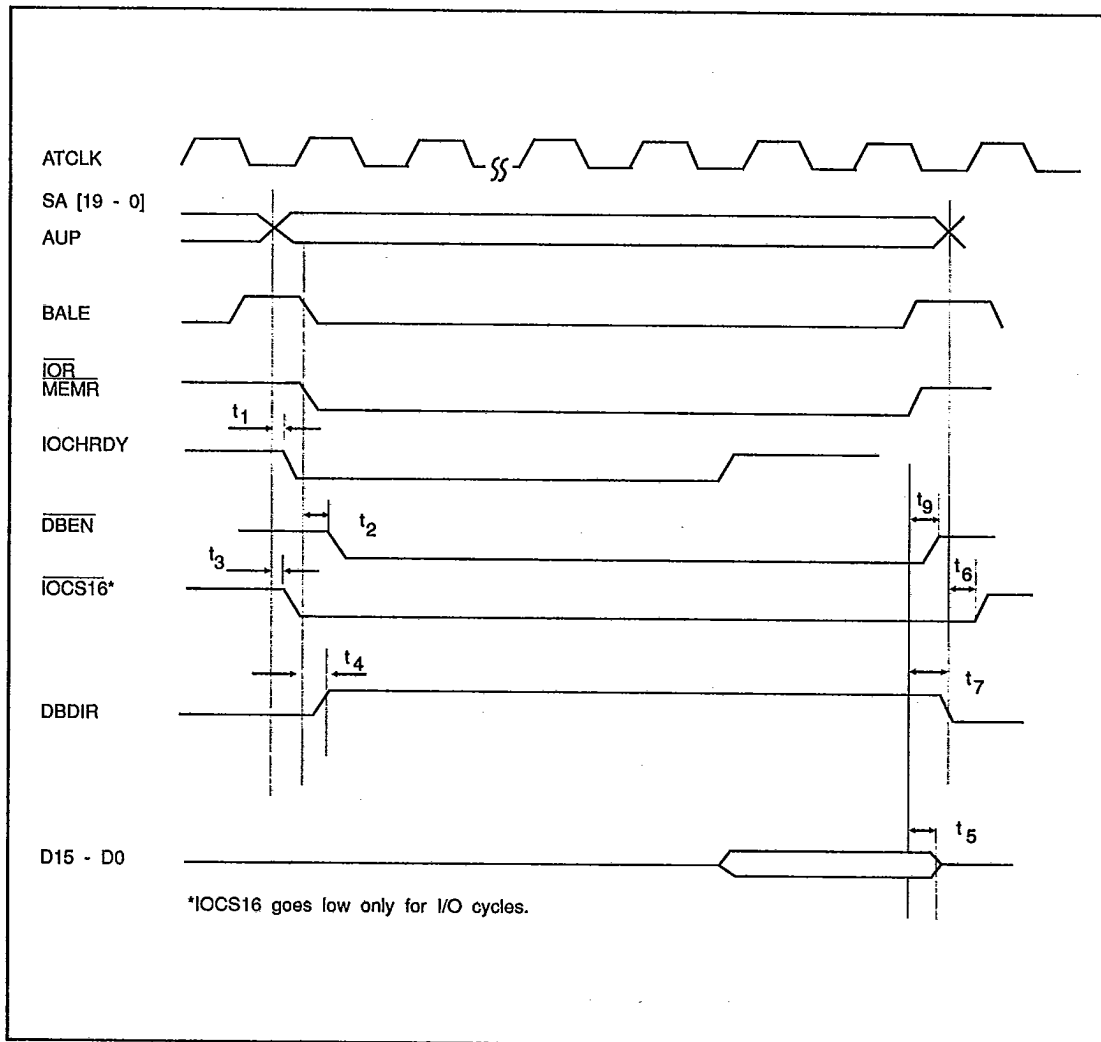 ATCLK
SA [19 - 0]
AUP
BALE
IOR
MEMR
t1
IOCHRDY
t9
DBEN
t2
t3
t6
IOCS16*
t4
t7
DBDIR
t5
D15 - D0
*IOCS16 goes low only for I/O cycles.